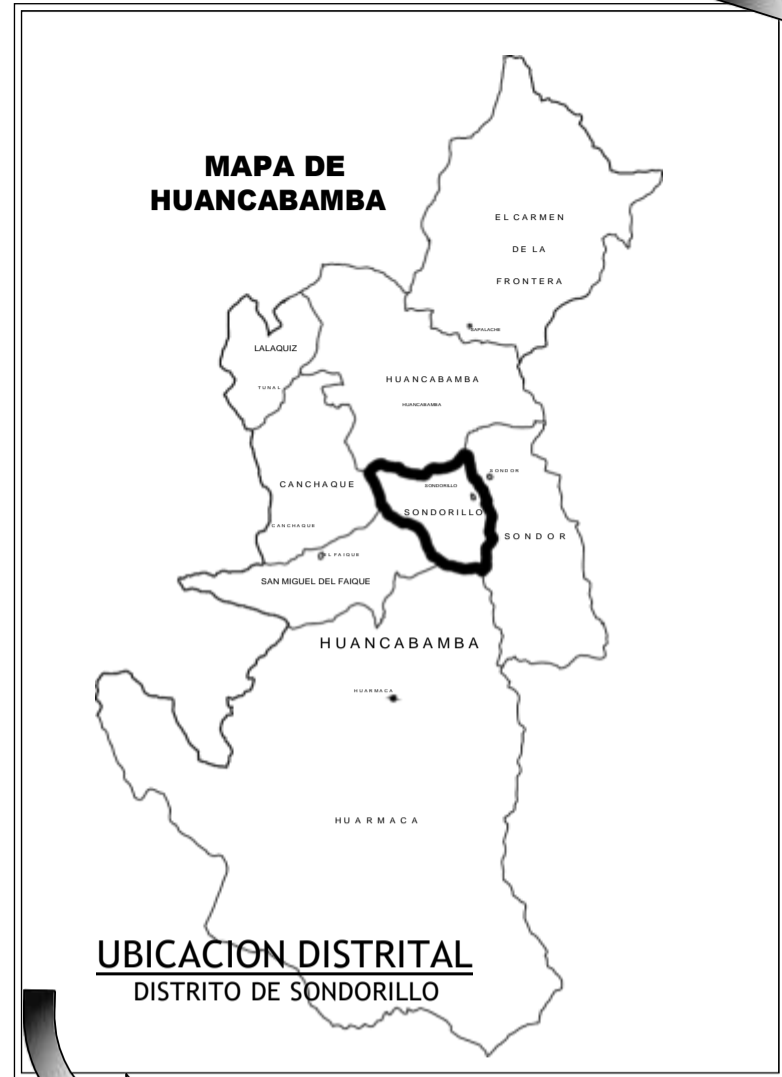 MAPA DE
HUANCABAMBA
EL CARMEN
DE LA
FRONTERA
SAPALACHE
LALAQUIZ
TUNAL
HUANCABAMBA
HUANCABAMBA
SONDOR
CANCHAQUE
SONDORILLO
SONDORILLO
CANCHAQUE
SONDOR
EL FAIQUE
SAN MIGUEL DEL FAIQUE
HUANCABAMBA
HUARMACA
HUARMACA
UBICACION DISTRITAL
DISTRITO DE SONDORILLO